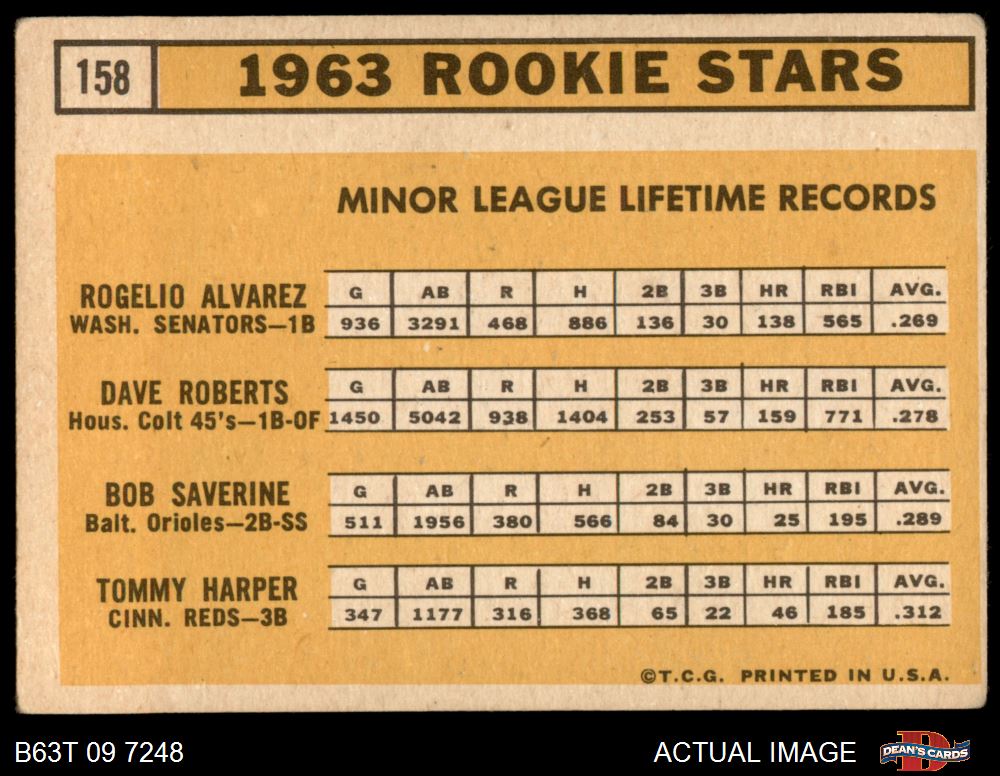 158 1963 ROOKIE STARS
MINOR LEAGUE LIFETIME RECORDS
ROGELIO ALVAREZ G AB R H 2B 3B HR RBI AVG.
WASH. SENATORS—1B 936 3291 468 886 136 30 138 565 .269
DAVE ROBERTS G AB R H 2B 3B HR RBI AVG.
Hous. Colt 45's—1B-OF 1450 5042 938 1404 253 57 159 771 .278
BOB SAVERINE G AB R H 2B 3B HR RBI AVG.
Balt. Orioles—2B-SS 511 1956 380 566 84 30 25 195 .289
TOMMY HARPER G AB R H 2B 3B HR RBI AVG.
CINN. REDS—3B 347 1177 316 368 65 22 46 185 .312
©T.C.G. PRINTED IN U.S.A.
B63T 09 7248 ACTUAL IMAGE D DEAN'S CARDS